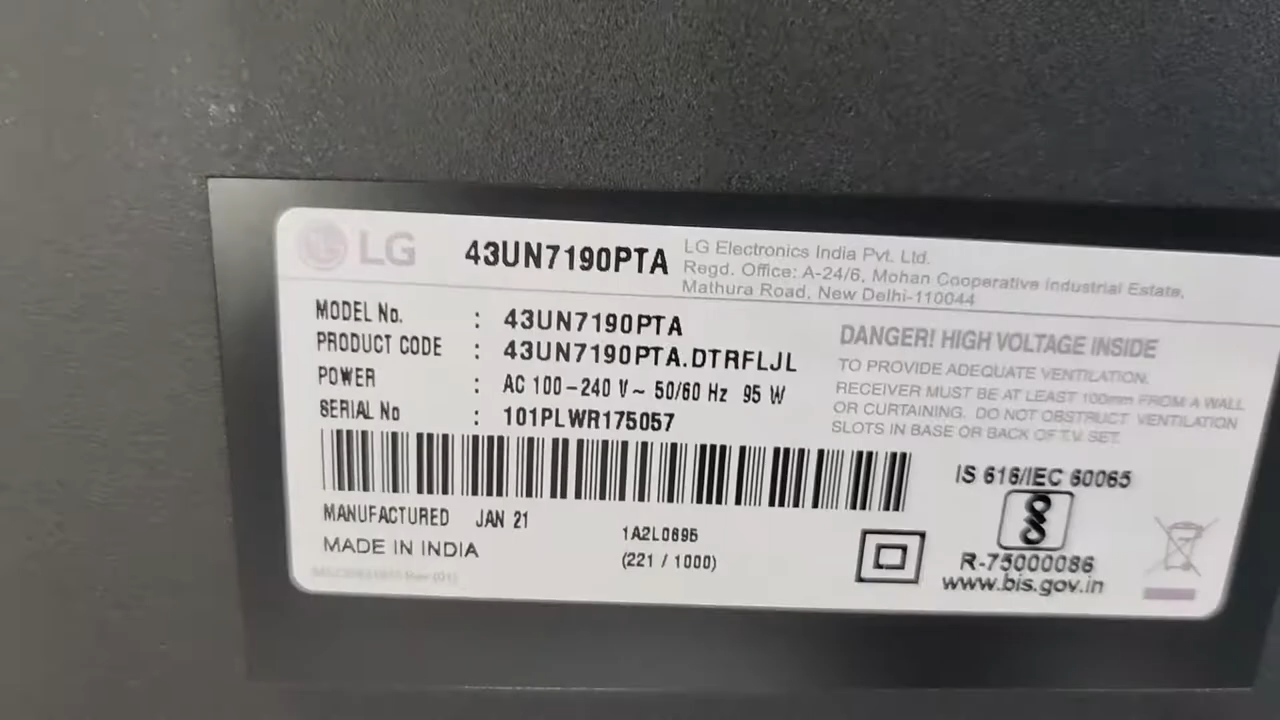 LG 43UN7190PTA
LG Electronics India Pvt. Ltd.
Regd. Office: A-24/6, Mohan Cooperative Industrial Estate,
Mathura Road, New Delhi-110044
MODEL No. : 43UN7190PTA
PRODUCT CODE : 43UN7190PTA.DTRFLJL
POWER : AC 100-240 V~ 50/60 Hz 95 W
SERIAL No : 101PLWR175057
DANGER! HIGH VOLTAGE INSIDE
TO PROVIDE ADEQUATE VENTILATION.
RECEIVER MUST BE AT LEAST 100mm FROM A WALL
OR CURTAINING. DO NOT OBSTRUCT VENTILATION
SLOTS IN BASE OR BACK OF T.V. SET.
MANUFACTURED JAN 21
MADE IN INDIA
1A2L0695
(221 / 1000)
IS 616/IEC 60065
R-75000086
www.bis.gov.in